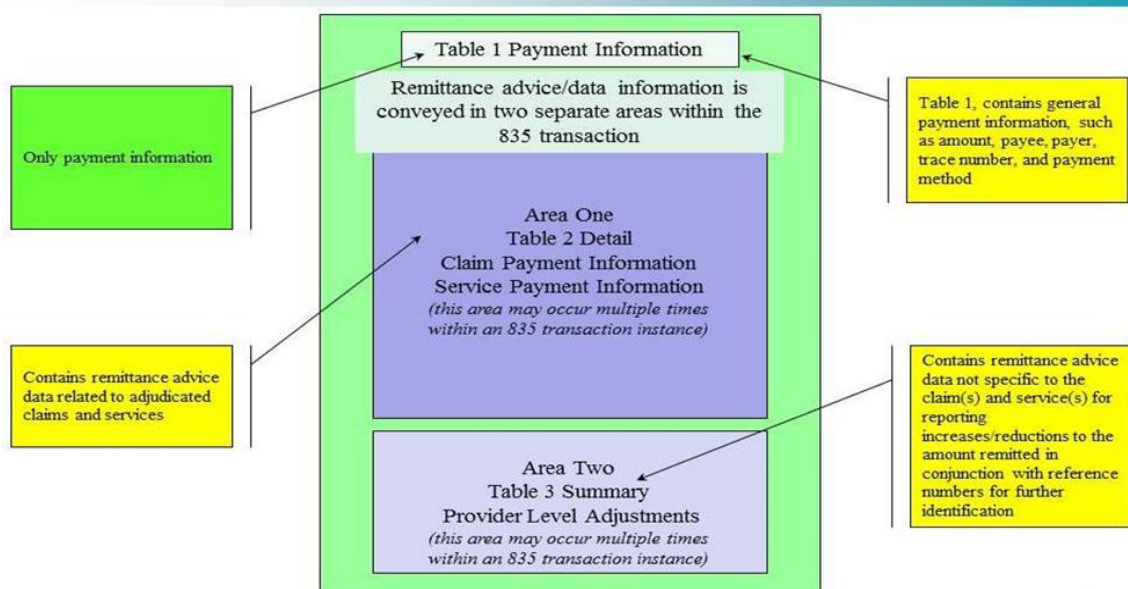 Table 1 Payment Information
Remittance advice/data information is
conveyed in two separate areas within the
835 transaction
Only payment information
Table 1, contains general
payment information, such
as amount, payee, payer,
trace number, and payment
method
Area One
Table 2 Detail
Claim Payment Information
Service Payment Information
(this area may occur multiple times
within an 835 transaction instance)
Contains remittance advice
data related to adjudicated
claims and services
Contains remittance advice
data not specific to the
claim(s) and service(s) for
reporting
increases/reductions to the
amount remitted in
conjunction with reference
numbers for further
identification
Area Two
Table 3 Summary
Provider Level Adjustments
(this area may occur multiple times
within an 835 transaction instance)